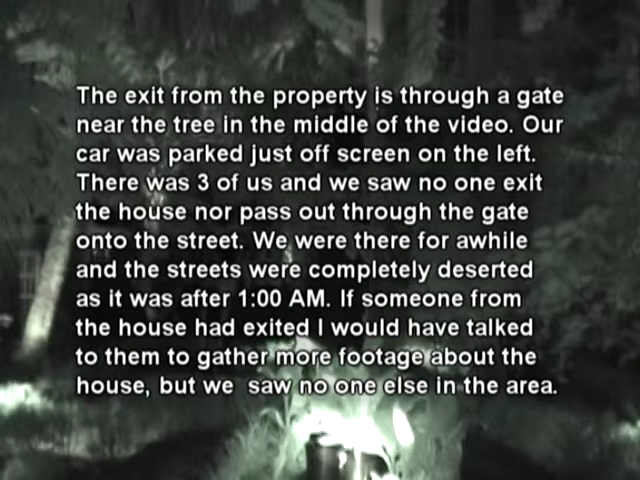 The exit from the property is through a gate
near the tree in the middle of the video. Our
car was parked just off screen on the left.
There was 3 of us and we saw no one exit
the house nor pass out through the gate
onto the street. We were there for awhile
and the streets were completely deserted
as it was after 1:00 AM. If someone from
the house had exited I would have talked
to them to gather more footage about the
house, but we  saw no one else in the area.